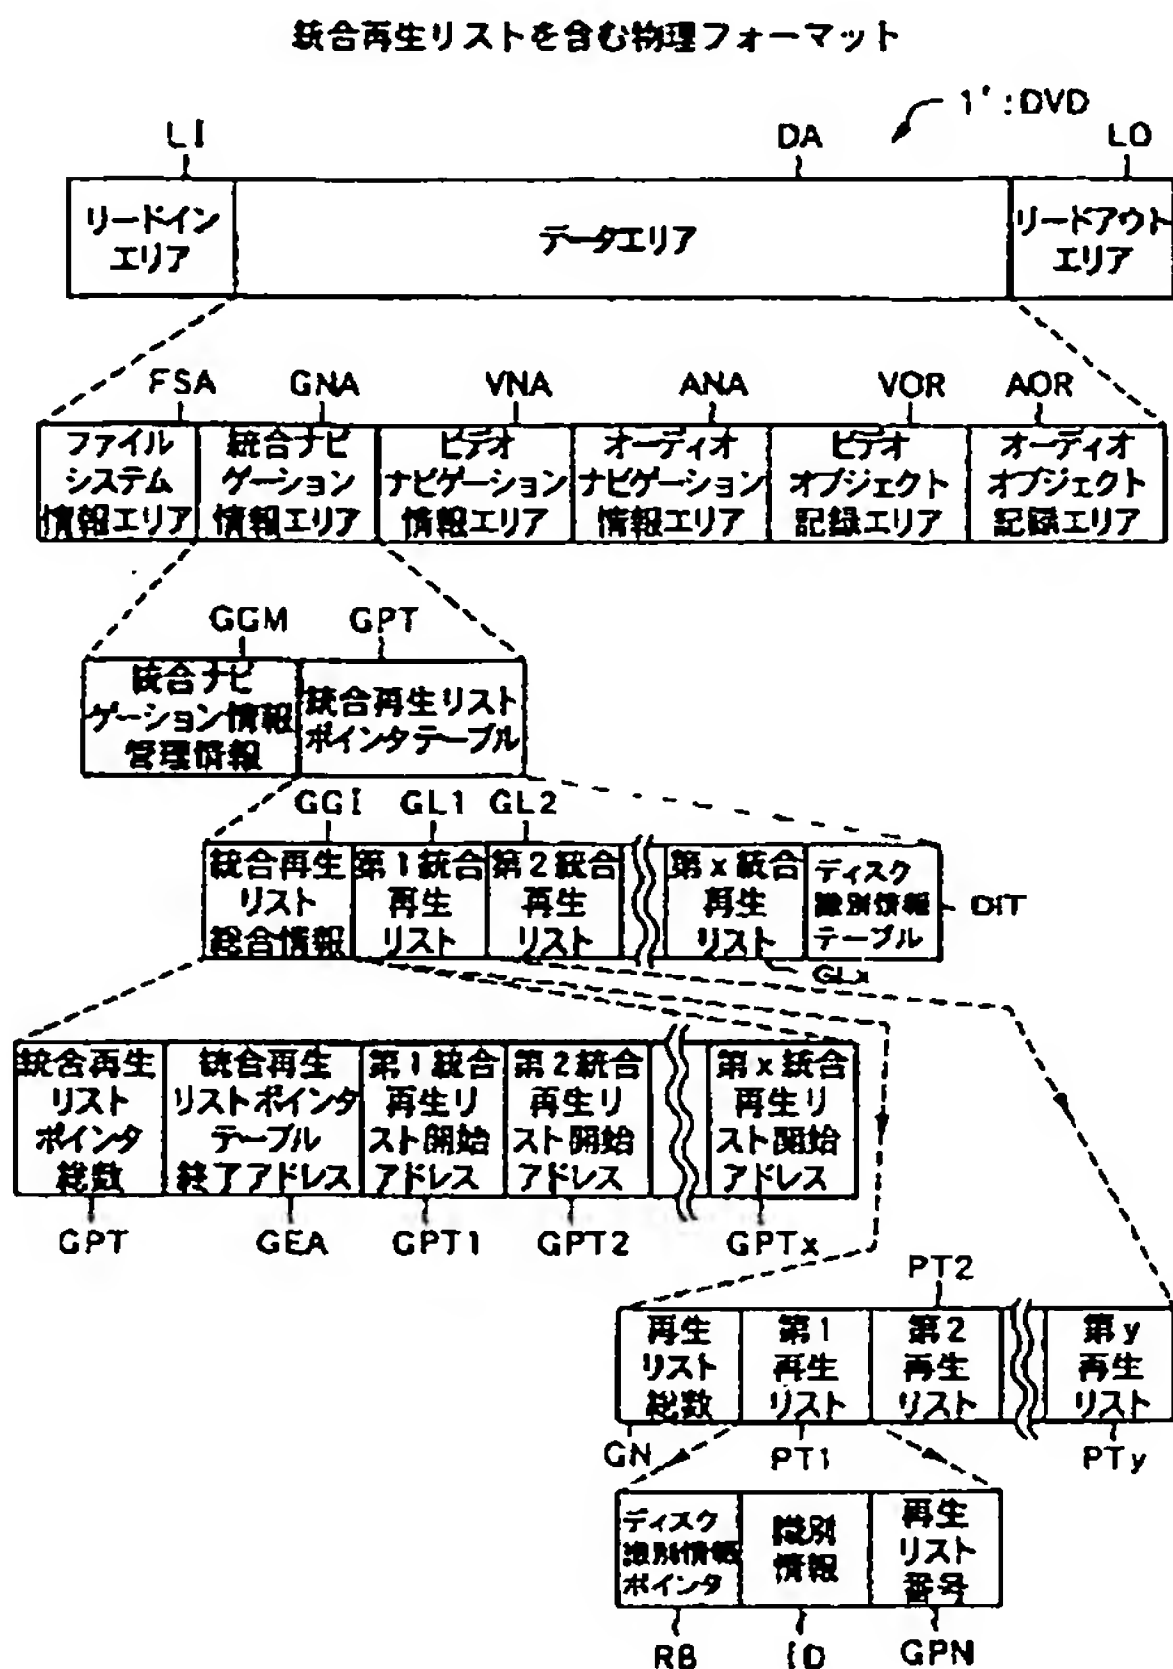 統合再生リストを含む物理フォーマット
1':DVD
LI
DA
LO
リードイン
エリア
データエリア
リードアウト
エリア
FSA
GNA
VNA
ANA
VOR
AOR
ファイル
システム
情報エリア
統合ナビ
ゲーション
情報エリア
ビデオ
ナビゲーション
情報エリア
オーディオ
ナビゲーション
情報エリア
ビデオ
オブジェクト
記録エリア
オーディオ
オブジェクト
記録エリア
GGM
GPT
統合ナビ
ゲーション情報
管理情報
統合再生リスト
ポインタテーブル
GGI
GL1
GL2
統合再生
リスト
総合情報
第1統合
再生
リスト
第2統合
再生
リスト
第x統合
再生
リスト
ディスク
識別情報
テーブル
DIT
GLx
統合再生
リスト
ポインタ
総数
統合再生
リストポインタ
テーブル
終了アドレス
第1統合
再生リ
スト開始
アドレス
第2統合
再生リ
スト開始
アドレス
第x統合
再生リ
スト開始
アドレス
GPT
GEA
GPT1
GPT2
GPTx
PT2
再生
リスト
総数
第1
再生
リスト
第2
再生
リスト
第y
再生
リスト
GN
PT1
PTy
ディスク
識別情報
ポインタ
識別
情報
再生
リスト
番号
RB
ID
GPN